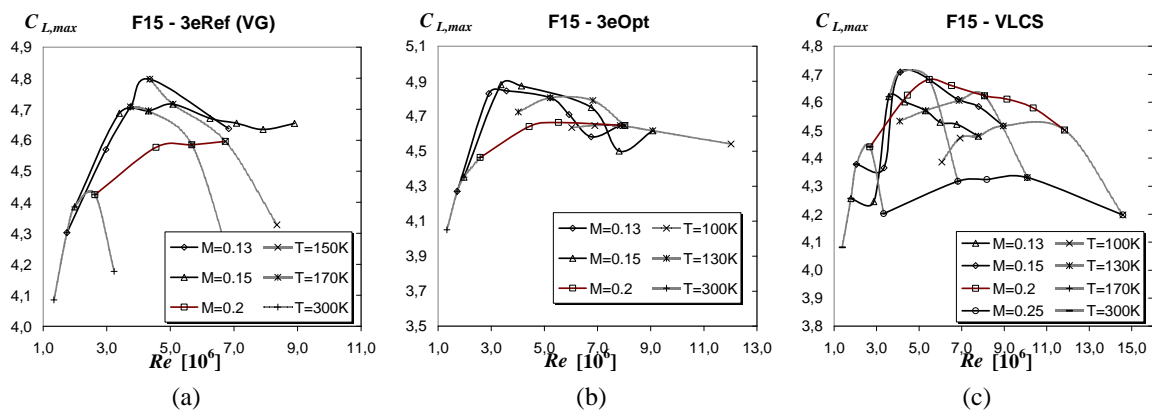 C L,max
F15 - 3eRef (VG)
4,9
4,8
4,7
4,6
4,5
4,4
4,3
4,2
4,1
4,0
M=0.13
T=150K
M=0.15
T=170K
M=0.2
T=300K
1,0
3,0
5,0
7,0
9,0
11,0
Re [10^6]
(a)
C L,max
F15 - 3eOpt
5,1
4,9
4,7
4,5
4,3
4,1
3,9
3,7
3,5
M=0.13
T=100K
M=0.15
T=130K
M=0.2
T=300K
1,0
3,0
5,0
7,0
9,0
11,0
13,0
Re [10^6]
(b)
C L,max
F15 - VLCS
4,8
4,7
4,6
4,5
4,4
4,3
4,2
4,1
4,0
3,9
3,8
M=0.13
T=100K
M=0.15
T=130K
M=0.2
T=170K
M=0.25
T=300K
1,0
3,0
5,0
7,0
9,0
11,0
13,0
15,0
Re [10^6]
(c)